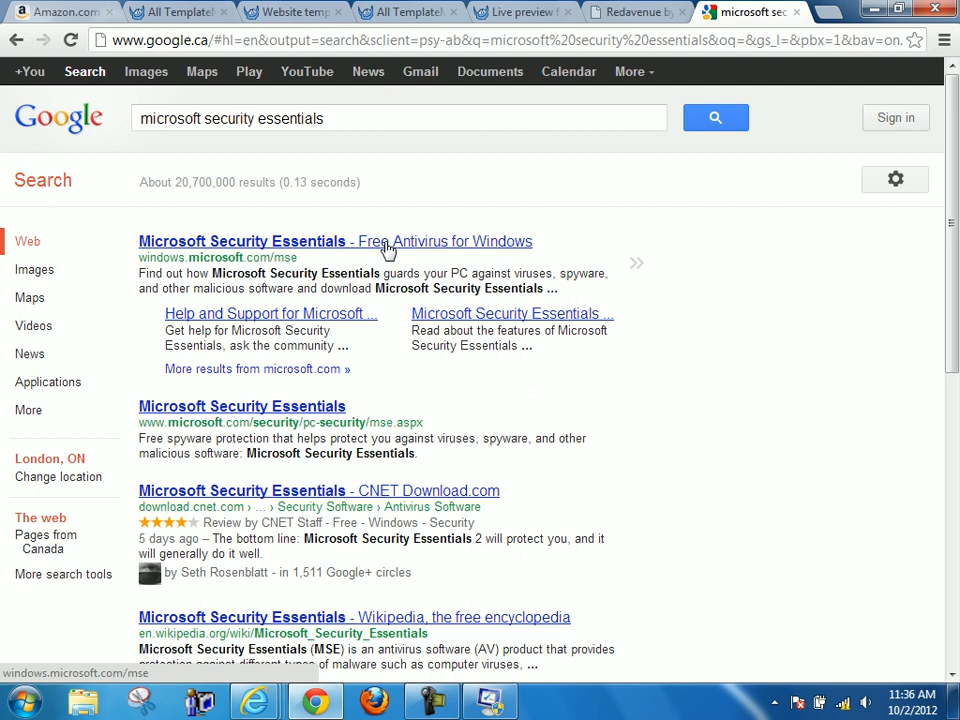 Amazon.com
All Template
Website temp
All Template
Live preview f
Redavenue by
microsoft sec
www.google.ca/#hl=en&output=search&sclient=psy-ab&q=microsoft%20security%20essentials&oq=&gs_l=&pbx=1&bav=on.
+You Search Images Maps Play YouTube News Gmail Documents Calendar More
Google
microsoft security essentials
Sign in
Search
About 20,700,000 results (0.13 seconds)
Web
Images
Maps
Videos
News
Applications
More
London, ON
Change location
The web
Pages from
Canada
More search tools
Microsoft Security Essentials - Free Antivirus for Windows
windows.microsoft.com/mse
Find out how Microsoft Security Essentials guards your PC against viruses, spyware,
and other malicious software and download Microsoft Security Essentials ...
Help and Support for Microsoft ...
Get help for Microsoft Security
Essentials, ask the community ...
Microsoft Security Essentials ...
Read about the features of Microsoft
Security Essentials ...
More results from microsoft.com »
Microsoft Security Essentials
www.microsoft.com/security/pc-security/mse.aspx
Free spyware protection that helps protect you against viruses, spyware, and other
malicious software: Microsoft Security Essentials.
Microsoft Security Essentials - CNET Download.com
download.cnet.com › ... › Security Software › Antivirus Software
Review by CNET Staff - Free - Windows - Security
5 days ago – The bottom line: Microsoft Security Essentials 2 will protect you, and it
will generally do it well.
by Seth Rosenblatt - in 1,511 Google+ circles
Microsoft Security Essentials - Wikipedia, the free encyclopedia
en.wikipedia.org/wiki/Microsoft_Security_Essentials
Microsoft Security Essentials (MSE) is an antivirus software (AV) product that provides
protection against different types of malware such as computer viruses, ...
windows.microsoft.com/mse
11:36 AM
10/2/2012